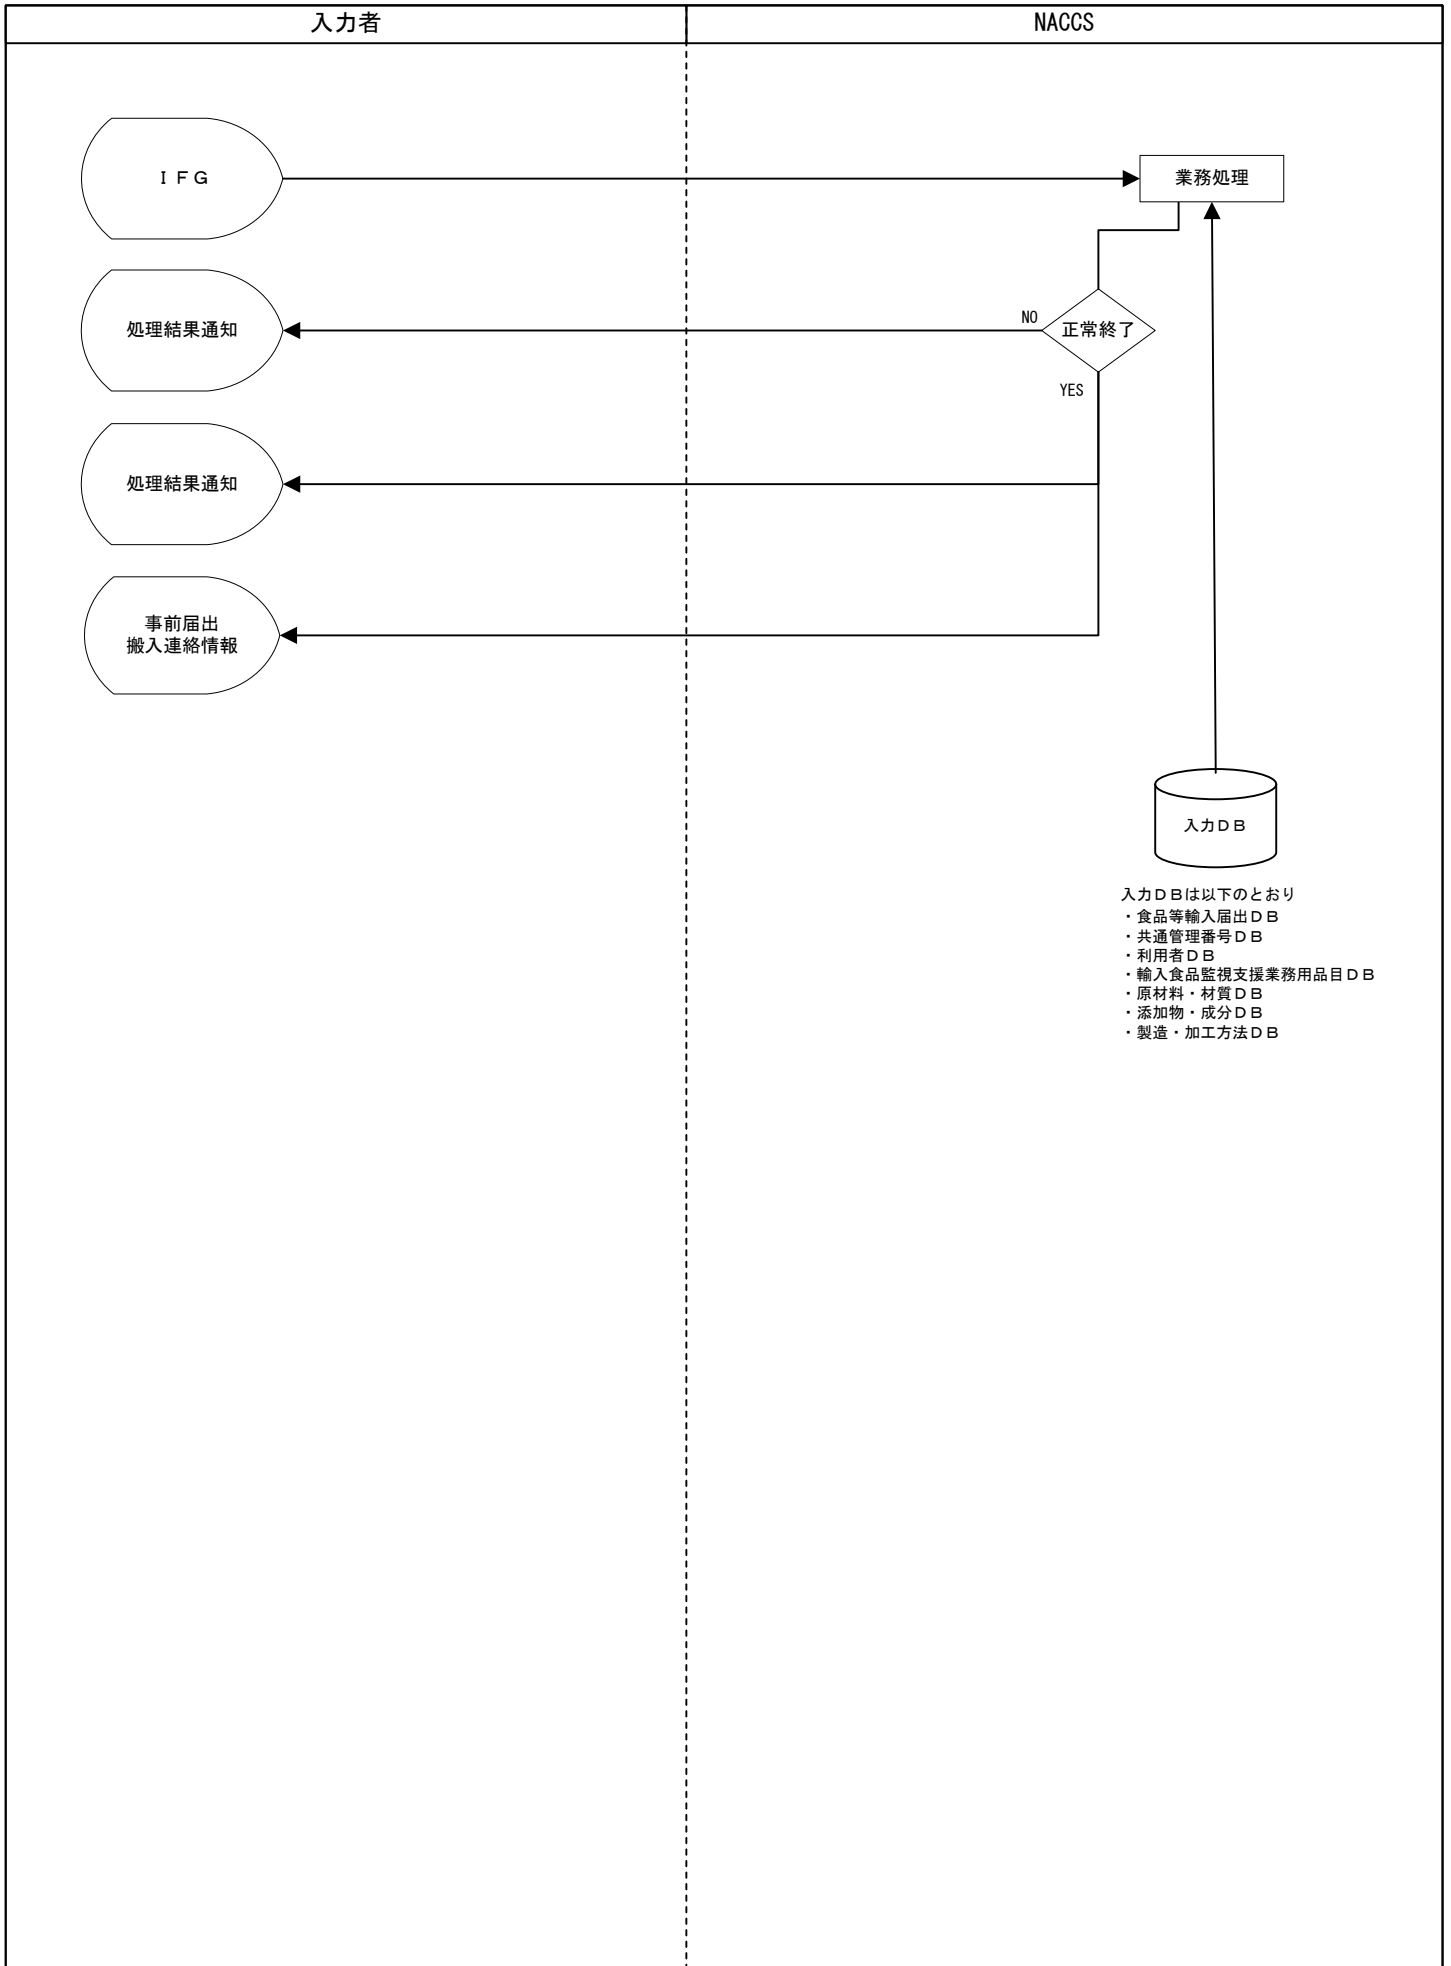 入力者
NACCS
ＩＦＧ
業務処理
処理結果通知
NO
正常終了
YES
処理結果通知
事前届出
搬入連絡情報
入力ＤＢ
入力ＤＢは以下のとおり
・食品等輸入届出ＤＢ
・共通管理番号ＤＢ
・利用者ＤＢ
・輸入食品監視支援業務用品目ＤＢ
・原材料・材質ＤＢ
・添加物・成分ＤＢ
・製造・加工方法ＤＢ